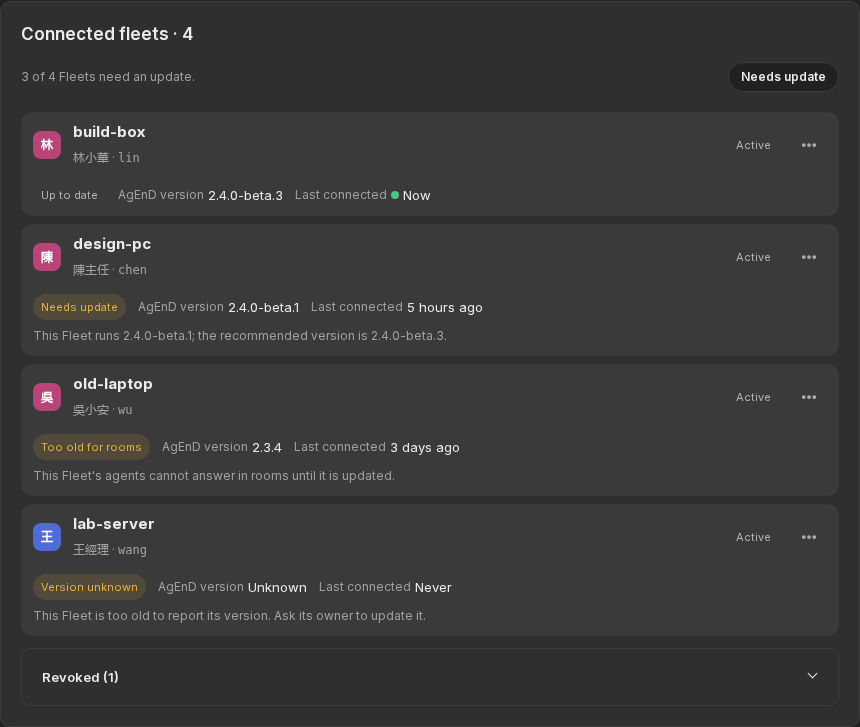 Connected fleets · 4
3 of 4 Fleets need an update.
Needs update
林
build-box
林小華 · lin
Active
Up to date
AgEnD version 2.4.0-beta.3
Last connected Now
陳
design-pc
陳主任 · chen
Active
Needs update
AgEnD version 2.4.0-beta.1
Last connected 5 hours ago
This Fleet runs 2.4.0-beta.1; the recommended version is 2.4.0-beta.3.
吳
old-laptop
吳小安 · wu
Active
Too old for rooms
AgEnD version 2.3.4
Last connected 3 days ago
This Fleet's agents cannot answer in rooms until it is updated.
王
lab-server
王經理 · wang
Active
Version unknown
AgEnD version Unknown
Last connected Never
This Fleet is too old to report its version. Ask its owner to update it.
Revoked (1)